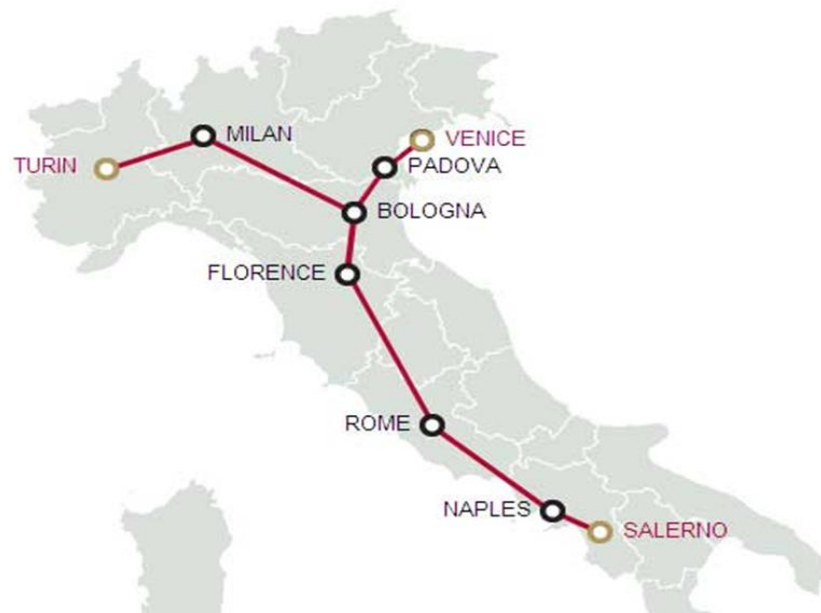 MILAN
VENICE
TURIN
PADOVA
BOLOGNA
FLORENCE
ROME
NAPLES
SALERNO